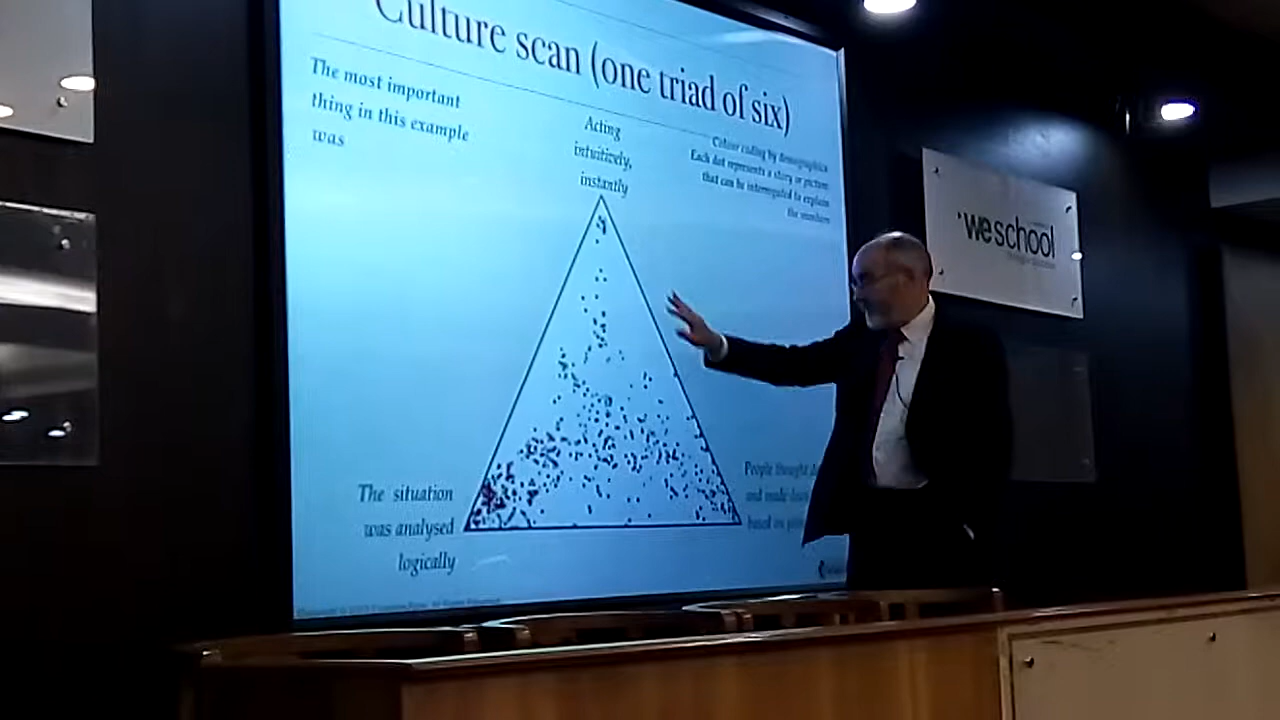 Culture scan (one triad of six)
The most important
thing in this example
was
Acting
intuitively,
instantly
Colour coding by demographics
Each dot represents a story or picture
that can be interrogated to explain
the numbers
The situation
was analysed
logically
People thought
and made
based on
weschool